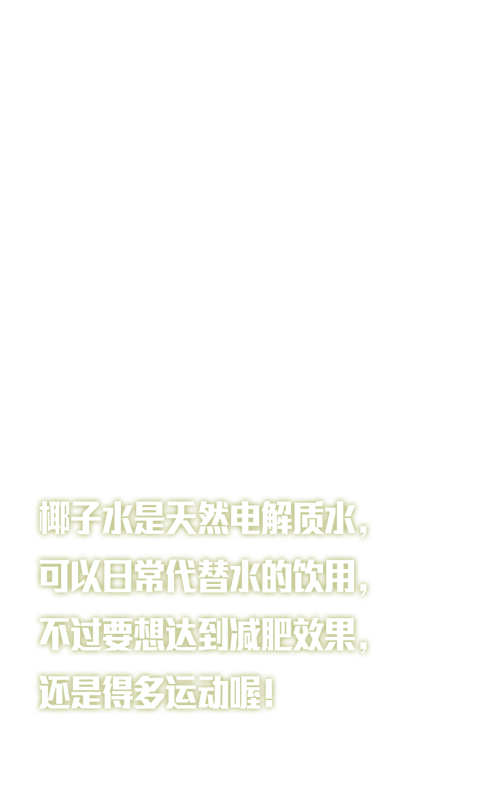 椰子水是天然电解质水，
可以日常代替水的饮用，
不过要想达到减肥效果，
还是得多运动喔！